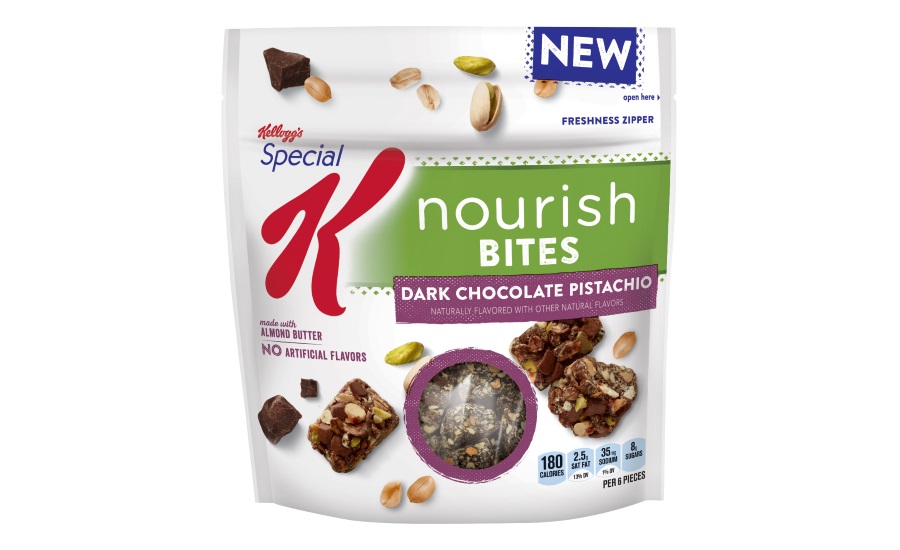 NEW
open here
FRESHNESS ZIPPER
Kellogg's
Special
K
nourish
BITES
DARK CHOCOLATE PISTACHIO
NATURALLY FLAVORED WITH OTHER NATURAL FLAVORS
made with
ALMOND BUTTER
NO ARTIFICIAL FLAVORS
180 CALORIES
2.5g SAT FAT 13% DV
35mg SODIUM 1% DV
8g SUGARS
PER 6 PIECES